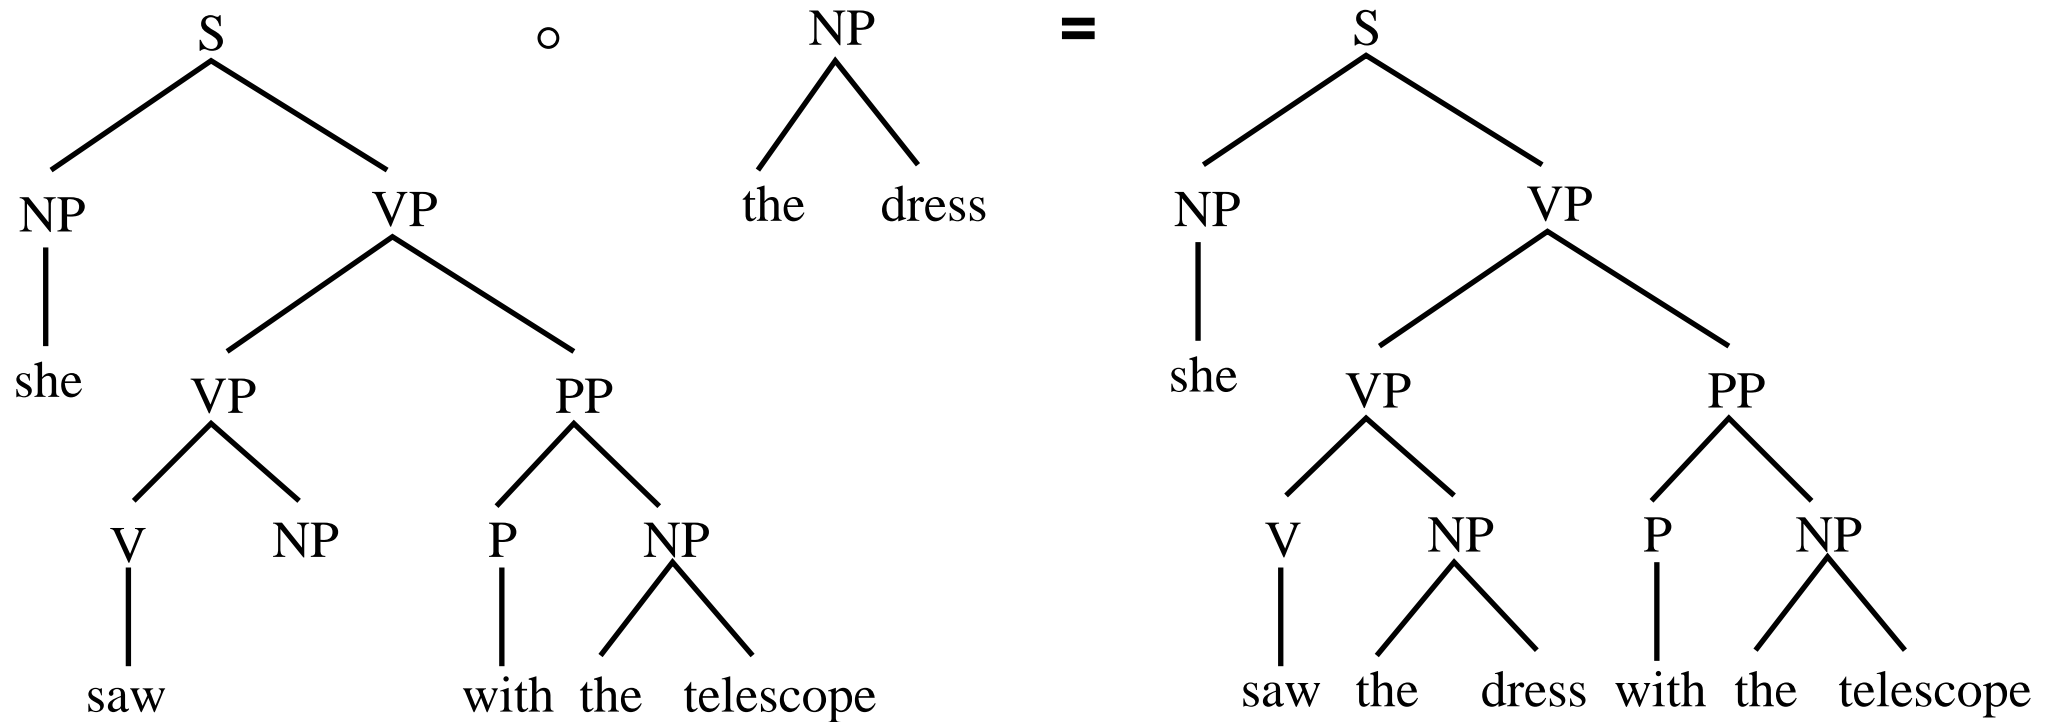 S ∘ NP = S
NP VP the dress NP VP
she VP PP she VP PP
V NP P NP V NP P NP
saw with the telescope saw the dress with the telescope